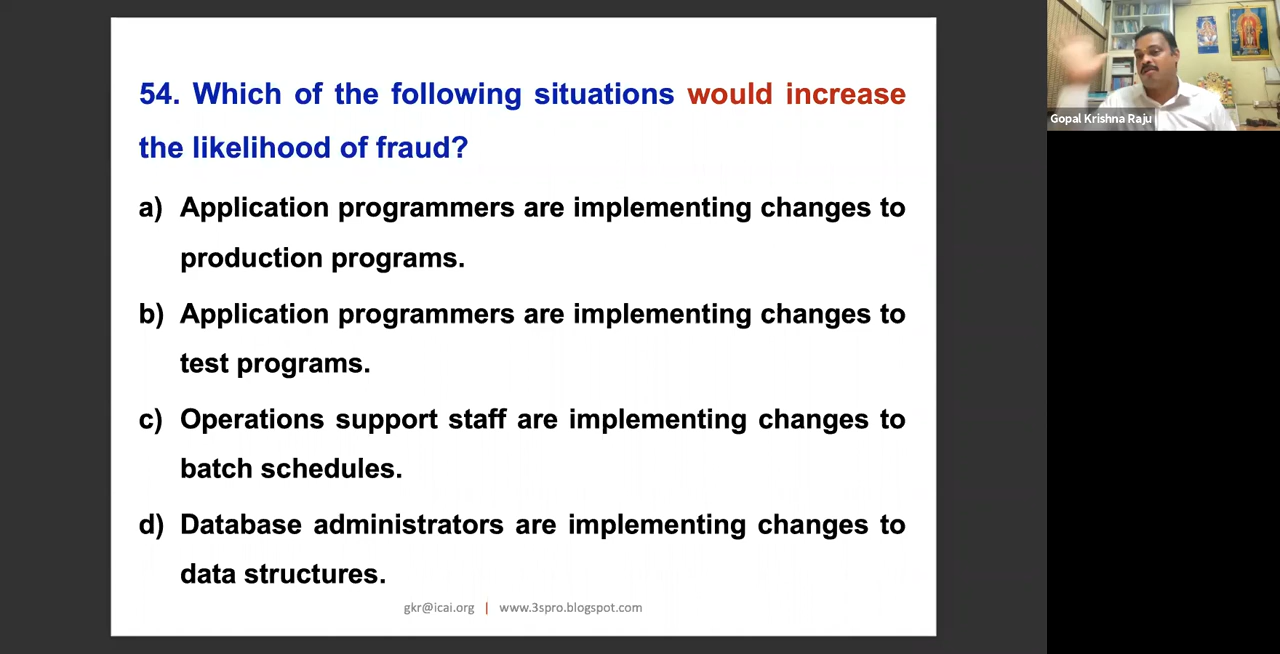 54. Which of the following situations would increase
the likelihood of fraud?
a) Application programmers are implementing changes to
production programs.
b) Application programmers are implementing changes to
test programs.
c) Operations support staff are implementing changes to
batch schedules.
d) Database administrators are implementing changes to
data structures.
gkr@icai.org | www.3spro.blogspot.com
Gopal Krishna Raju